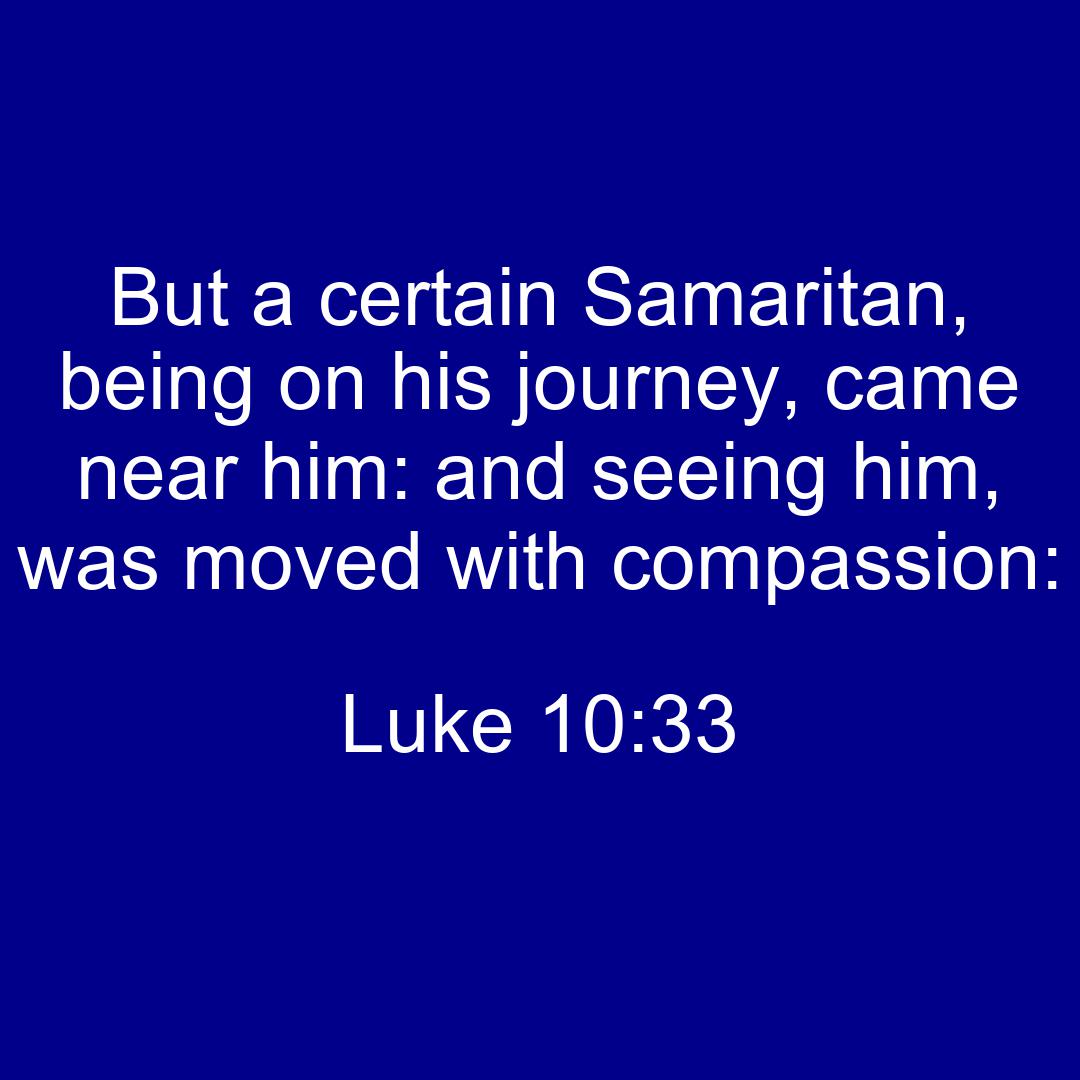 But a certain Samaritan,
being on his journey, came
near him: and seeing him,
was moved with compassion:
Luke 10:33